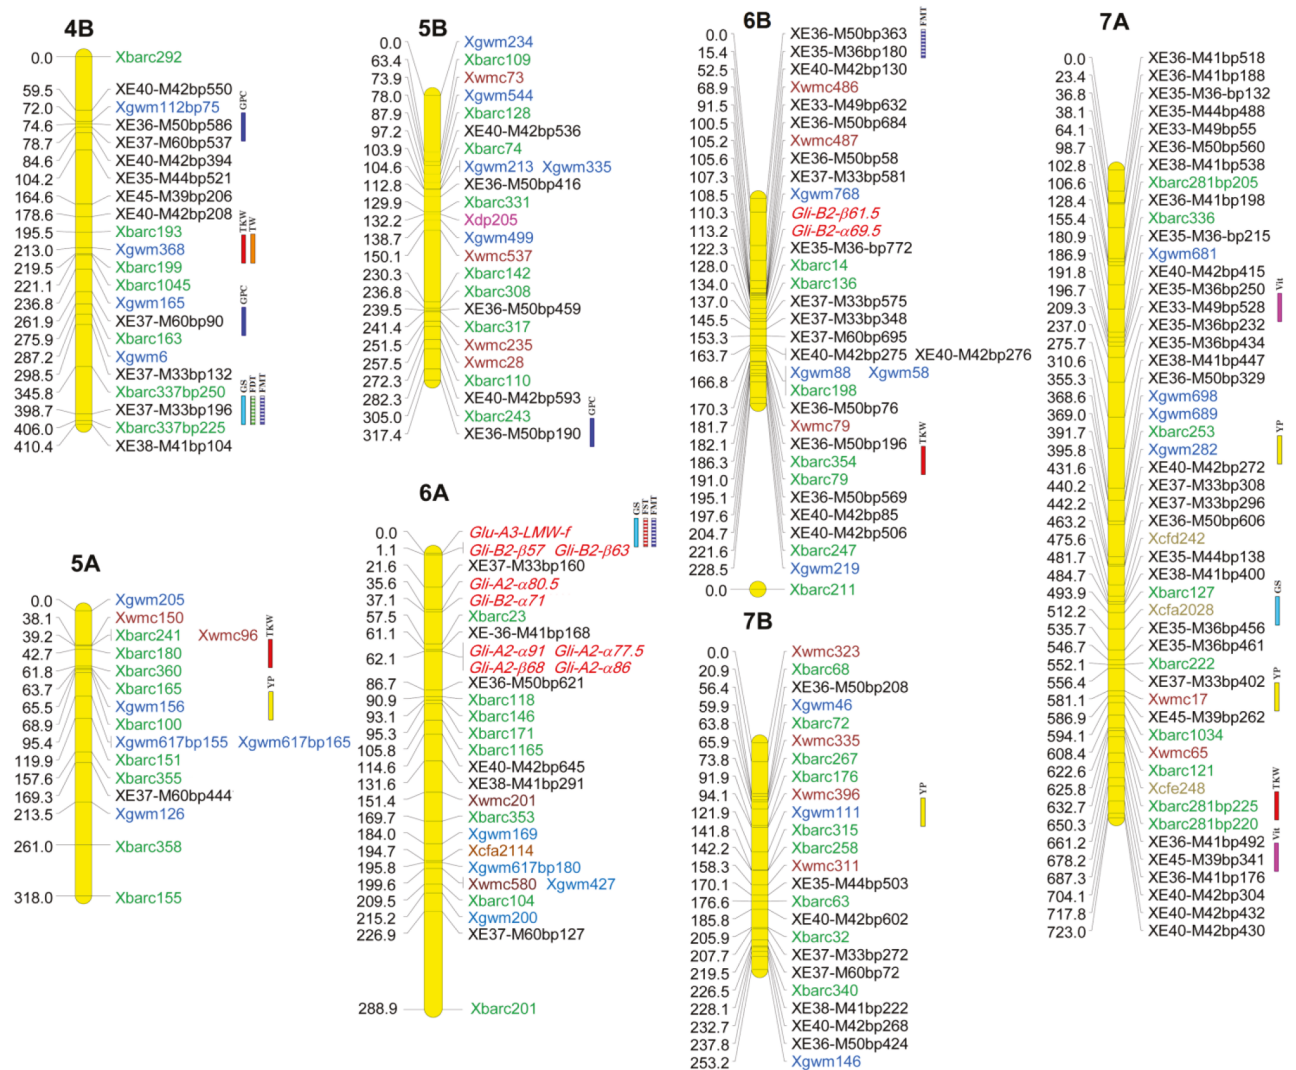 4B
0.0 Xbarc292
59.5 XE40-M42bp550
72.0 Xgwm112bp75
74.6 XE36-M50bp586
78.7 XE37-M60bp537
84.6 XE40-M42bp394
104.2 XE35-M44bp521
164.6 XE45-M39bp206
178.6 XE40-M42bp208
195.5 Xbarc193
213.0 Xgwm368
219.5 Xbarc199
221.1 Xbarc1045
236.8 Xgwm165
261.9 XE37-M60bp90
275.9 Xbarc163
287.2 Xgwm6
298.5 XE37-M33bp132
345.8 Xbarc337bp250
398.7 XE37-M33bp196
406.0 Xbarc337bp225
410.4 XE38-M41bp104
GPC
TKW
TW
GPC
GS
FDT
FMT
5A
0.0 Xgwm205
38.1 Xwmc150
39.2 Xbarc241 Xwmc96
42.7 Xbarc180
61.8 Xbarc360
63.7 Xbarc165
65.5 Xgwm156
68.9 Xbarc100
95.4 Xgwm617bp155 Xgwm617bp165
119.9 Xbarc151
157.6 Xbarc355
169.3 XE37-M60bp444
213.5 Xgwm126
261.0 Xbarc358
318.0 Xbarc155
TKW
YP
5B
0.0 Xgwm234
63.4 Xbarc109
73.9 Xwmc73
78.0 Xgwm544
87.9 Xbarc128
97.2 XE40-M42bp536
103.9 Xbarc74
104.6 Xgwm213 Xgwm335
112.8 XE36-M50bp416
129.9 Xbarc331
132.2 Xdp205
138.7 Xgwm499
150.1 Xwmc537
230.3 Xbarc142
236.8 Xbarc308
239.5 XE36-M50bp459
241.4 Xbarc317
251.5 Xwmc235
257.5 Xwmc28
272.3 Xbarc110
282.3 XE40-M42bp593
305.0 Xbarc243
317.4 XE36-M50bp190
GPC
6A
0.0 Glu-A3-LMW-f
1.1 Gli-B2-β57 Gli-B2-β63
21.6 XE37-M33bp160
35.6 Gli-A2-α80.5
37.1 Gli-B2-α71
57.5 Xbarc23
61.1 XE-36-M41bp168
62.1 Gli-A2-α91 Gli-A2-α77.5
Gli-A2-β68 Gli-A2-α86
86.7 XE36-M50bp621
90.9 Xbarc118
93.1 Xbarc146
95.3 Xbarc171
105.8 Xbarc1165
114.6 XE40-M42bp645
131.6 XE38-M41bp291
151.4 Xwmc201
169.7 Xbarc353
184.0 Xgwm169
194.7 Xcfa2114
195.8 Xgwm617bp180
199.6 Xwmc580 Xgwm427
209.5 Xbarc104
215.2 Xgwm200
226.9 XE37-M60bp127
288.9 Xbarc201
GS
FST
FMT
6B
0.0 XE36-M50bp363
15.4 XE35-M36bp180
52.5 XE40-M42bp130
68.9 Xwmc486
91.5 XE33-M49bp632
100.5 XE36-M50bp684
105.2 Xwmc487
105.6 XE36-M50bp58
107.3 XE37-M33bp581
108.5 Xgwm768
110.3 Gli-B2-β61.5
113.2 Gli-B2-α69.5
122.3 XE35-M36-bp772
128.0 Xbarc14
134.0 Xbarc136
137.0 XE37-M33bp575
145.5 XE37-M33bp348
153.3 XE37-M60bp695
163.7 XE40-M42bp275 XE40-M42bp276
166.8 Xgwm88 Xgwm58
Xbarc198
170.3 XE36-M50bp76
181.7 Xwmc79
182.1 XE36-M50bp196
186.3 Xbarc354
191.0 Xbarc79
195.1 XE36-M50bp569
197.6 XE40-M42bp85
204.7 XE40-M42bp506
221.6 Xbarc247
228.5 Xgwm219
0.0 Xbarc211
FMT
TKW
7B
0.0 Xwmc323
20.9 Xbarc68
56.4 XE36-M50bp208
59.9 Xgwm46
63.8 Xbarc72
65.9 Xwmc335
73.8 Xbarc267
91.9 Xbarc176
94.1 Xwmc396
121.9 Xgwm111
141.8 Xbarc315
142.2 Xbarc258
158.3 Xwmc311
170.1 XE35-M44bp503
176.6 Xbarc63
185.8 XE40-M42bp602
205.9 Xbarc32
207.7 XE37-M33bp272
219.5 XE37-M60bp72
226.5 Xbarc340
228.1 XE38-M41bp222
232.7 XE40-M42bp268
237.8 XE36-M50bp424
253.2 Xgwm146
YP
7A
0.0 XE36-M41bp518
23.4 XE36-M41bp188
36.8 XE35-M36-bp132
38.1 XE35-M44bp488
64.1 XE33-M49bp55
98.7 XE36-M50bp560
102.8 XE38-M41bp538
106.6 Xbarc281bp205
128.4 XE36-M41bp198
155.4 Xbarc336
180.9 XE35-M36-bp215
186.9 Xgwm681
191.8 XE40-M42bp415
196.7 XE35-M36bp250
209.3 XE33-M49bp528
237.0 XE35-M36bp232
275.7 XE35-M36bp434
310.6 XE38-M41bp447
355.3 XE36-M50bp329
368.6 Xgwm698
369.0 Xgwm689
391.7 Xbarc253
395.8 Xgwm282
431.6 XE40-M42bp272
440.2 XE37-M33bp308
442.2 XE37-M33bp296
463.2 XE36-M50bp606
475.6 Xcfd242
481.7 XE35-M44bp138
484.7 XE38-M41bp400
493.9 Xbarc127
512.2 Xcfa2028
535.7 XE35-M36bp456
546.7 XE35-M36bp461
552.1 Xbarc222
556.4 XE37-M33bp402
581.1 Xwmc17
586.9 XE45-M39bp262
594.1 Xbarc1034
608.4 Xwmc65
622.6 Xbarc121
625.8 Xcfe248
632.7 Xbarc281bp225
650.3 Xbarc281bp220
661.2 XE36-M41bp492
678.2 XE45-M39bp341
687.3 XE36-M41bp176
704.1 XE40-M42bp304
717.8 XE40-M42bp432
723.0 XE40-M42bp430
Vit
YP
GS
YP
TKW
Vit